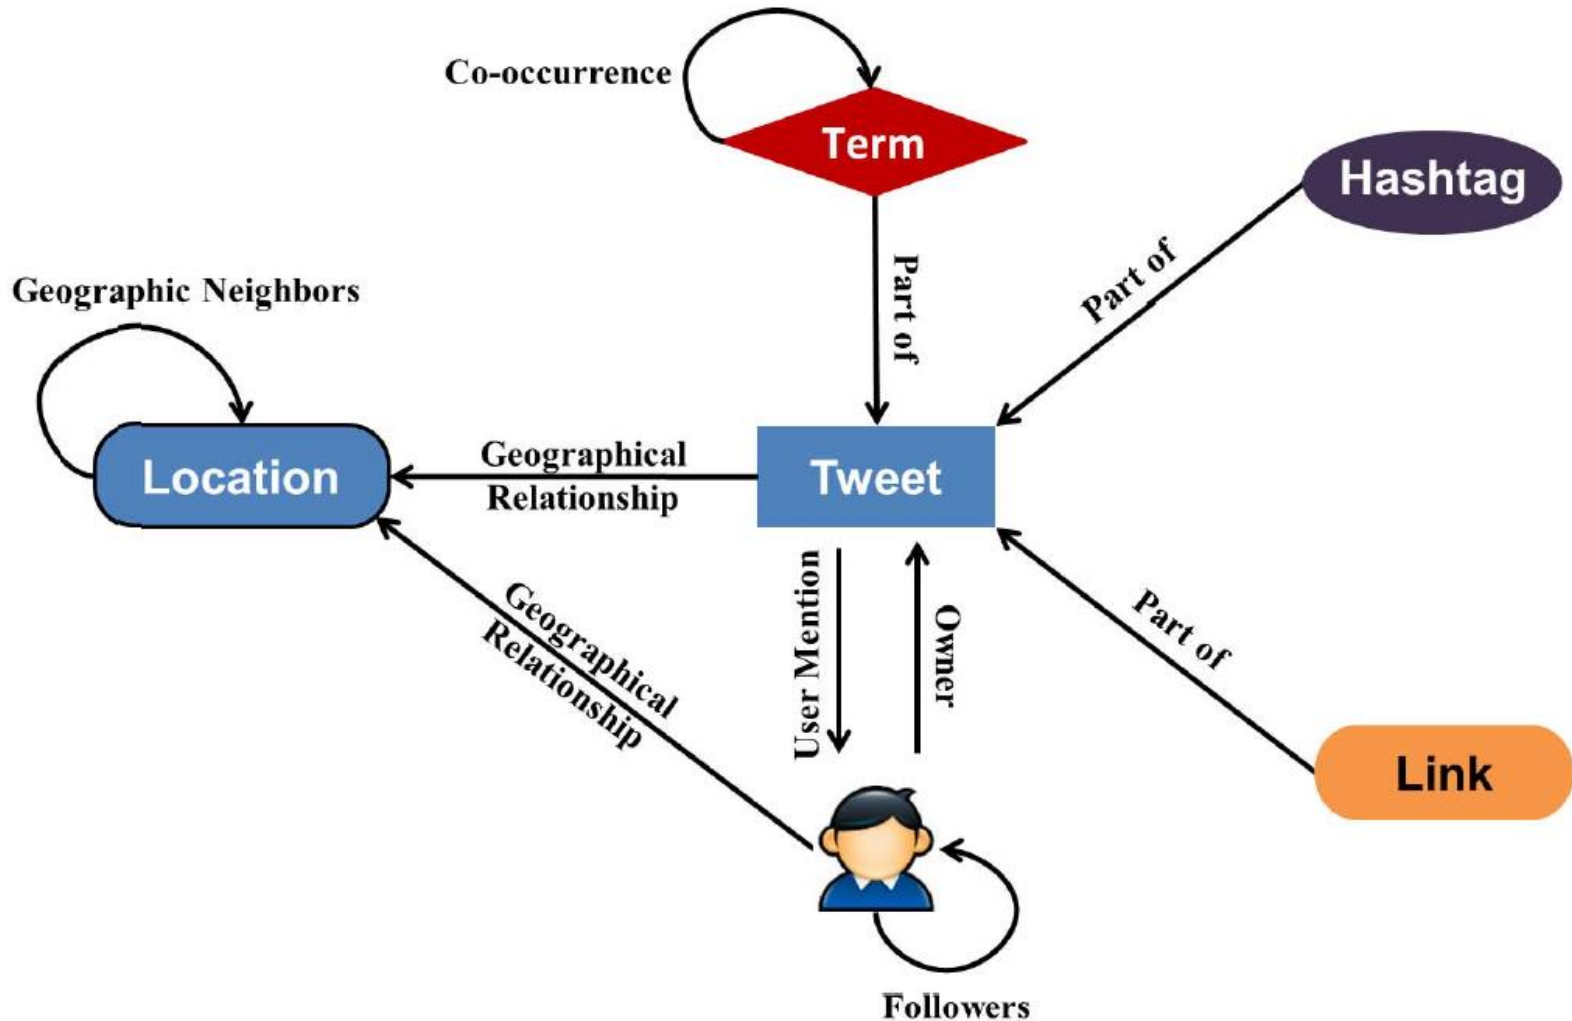 Co-occurrence
Term
Hashtag
Part of
Part of
Geographic Neighbors
Location
Geographical
Relationship
Tweet
Geographical
Relationship
User Mention
Owner
Part of
Link
Followers